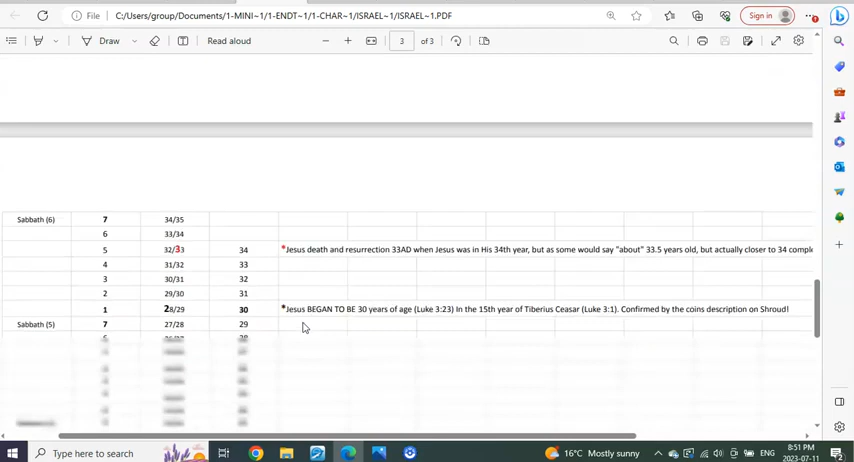 File C:/Users/group/Documents/1-MINI~1/1-ENDT~1/1-CHAR~1/ISRAEL~1/ISRAEL~1.PDF Sign in
Draw Read aloud 3 of 3
Sabbath (6) 7 34/35
6 33/34
5 32/33 34 *Jesus death and resurrection 33AD when Jesus was in His 34th year, but as some would say "about" 33.5 years old, but actually closer to 34 comple
4 31/32 33
3 30/31 32
2 29/30 31
1 28/29 30 *Jesus BEGAN TO BE 30 years of age (Luke 3:23) In the 15th year of Tiberius Ceasar (Luke 3:1). Confirmed by the coins description on Shroud!
Sabbath (5) 7 27/28 29
Type here to search 16°C Mostly sunny ENG 8:51 PM
2023-07-11